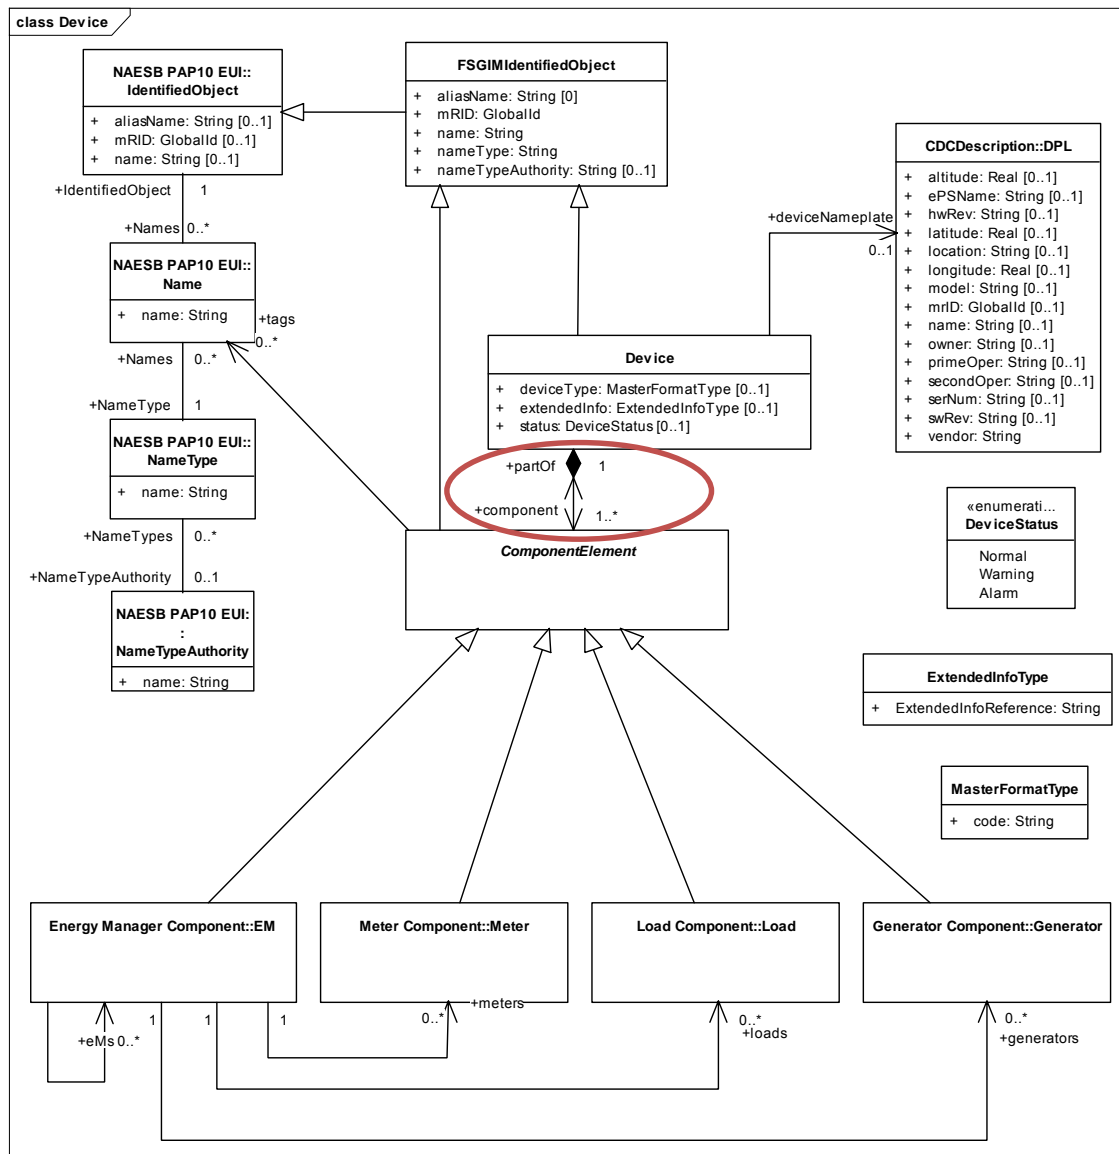 class Device
NAESB PAP10 EUI::
IdentifiedObject
+ aliasName: String [0..1]
+ mRID: GlobalId [0..1]
+ name: String [0..1]
FSGIMIdentifiedObject
+ aliasName: String [0]
+ mRID: GlobalId
+ name: String
+ nameType: String
+ nameTypeAuthority: String [0..1]
CDCDescription::DPL
+ altitude: Real [0..1]
+ ePSName: String [0..1]
+ hwRev: String [0..1]
+ latitude: Real [0..1]
+ location: String [0..1]
+ longitude: Real [0..1]
+ model: String [0..1]
+ mrID: GlobalId [0..1]
+ name: String [0..1]
+ owner: String [0..1]
+ primeOper: String [0..1]
+ secondOper: String [0..1]
+ serNum: String [0..1]
+ swRev: String [0..1]
+ vendor: String
+IdentifiedObject 1
+Names 0..*
+deviceNameplate
0..1
NAESB PAP10 EUI::
Name
+ name: String
+tags
0..*
+Names 0..*
+NameType 1
Device
+ deviceType: MasterFormatType [0..1]
+ extendedInfo: ExtendedInfoType [0..1]
+ status: DeviceStatus [0..1]
NAESB PAP10 EUI::
NameType
+ name: String
+partOf 1
+component 1..*
+NameTypes 0..*
+NameTypeAuthority 0..1
NAESB PAP10 EUI:
:
NameTypeAuthority
+ name: String
ComponentElement
«enumerati...
DeviceStatus
Normal
Warning
Alarm
ExtendedInfoType
+ ExtendedInfoReference: String
MasterFormatType
+ code: String
Energy Manager Component::EM
Meter Component::Meter
Load Component::Load
Generator Component::Generator
+eMs 0..*
1
1
1
0..*
+meters
0..*
+loads
0..*
+generators